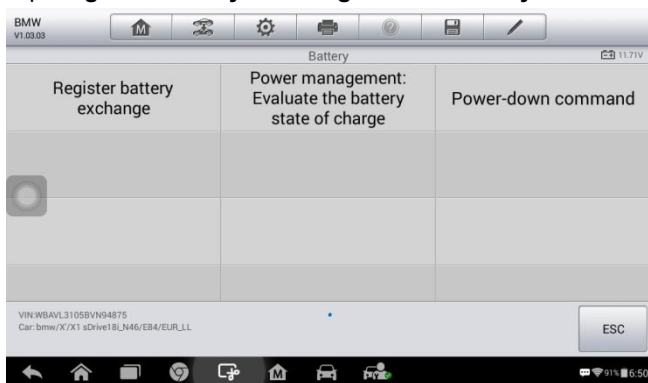 BMW
V1.03.03
Battery
11.71V
Register battery
exchange
Power management:
Evaluate the battery
state of charge
Power-down command
VIN:WBAVL3105BVN94875
Car: bmw/X'/X1 sDrive18i_N46/E84/EUR_LL
ESC
91%
6:50